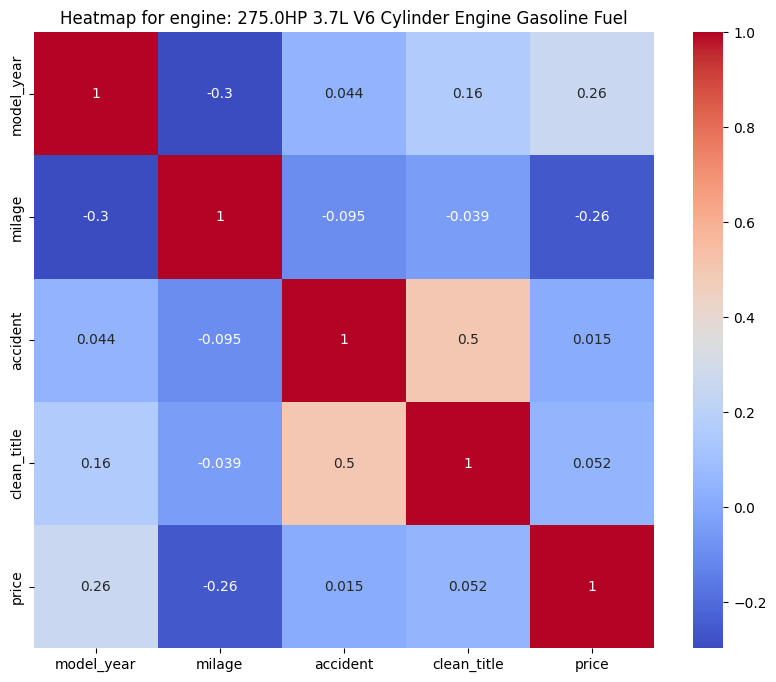 Heatmap for engine: 275.0HP 3.7L V6 Cylinder Engine Gasoline Fuel
model_year 1 -0.3 0.044 0.16 0.26
milage -0.3 1 -0.095 -0.039 -0.26
accident 0.044 -0.095 1 0.5 0.015
clean_title 0.16 -0.039 0.5 1 0.052
price 0.26 -0.26 0.015 0.052 1
model_year milage accident clean_title price
1.0
0.8
0.6
0.4
0.2
0.0
−0.2